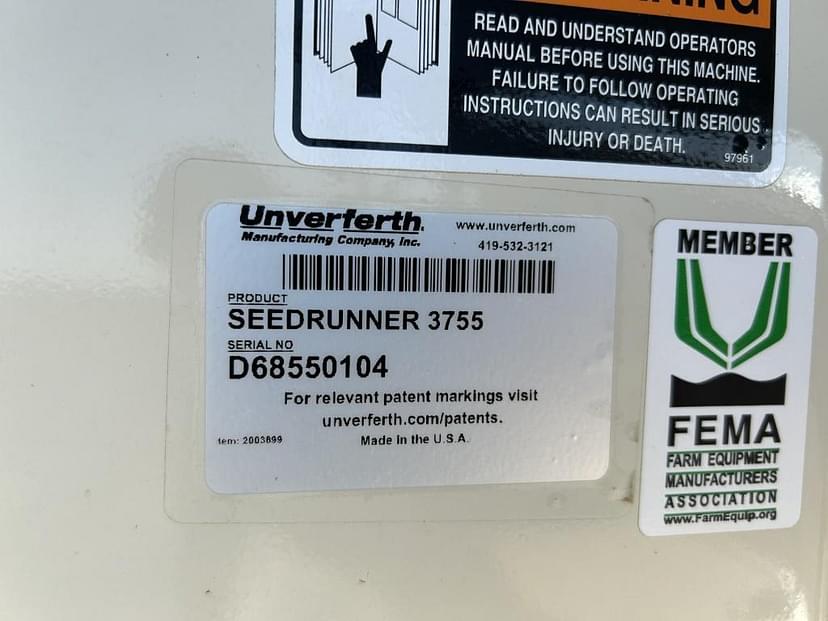 READ AND UNDERSTAND OPERATORS
MANUAL BEFORE USING THIS MACHINE.
FAILURE TO FOLLOW OPERATING
INSTRUCTIONS CAN RESULT IN SERIOUS
INJURY OR DEATH.
97961
Unverferth.
Manufacturing Company, Inc.
www.unverferth.com
419-532-3121
PRODUCT
SEEDRUNNER 3755
SERIAL NO
D68550104
For relevant patent markings visit
unverferth.com/patents.
tem: 2003899
Made in the U.S.A.
MEMBER
FEMA
FARM EQUIPMENT
MANUFACTURERS
ASSOCIATION
www.FarmEquip.org